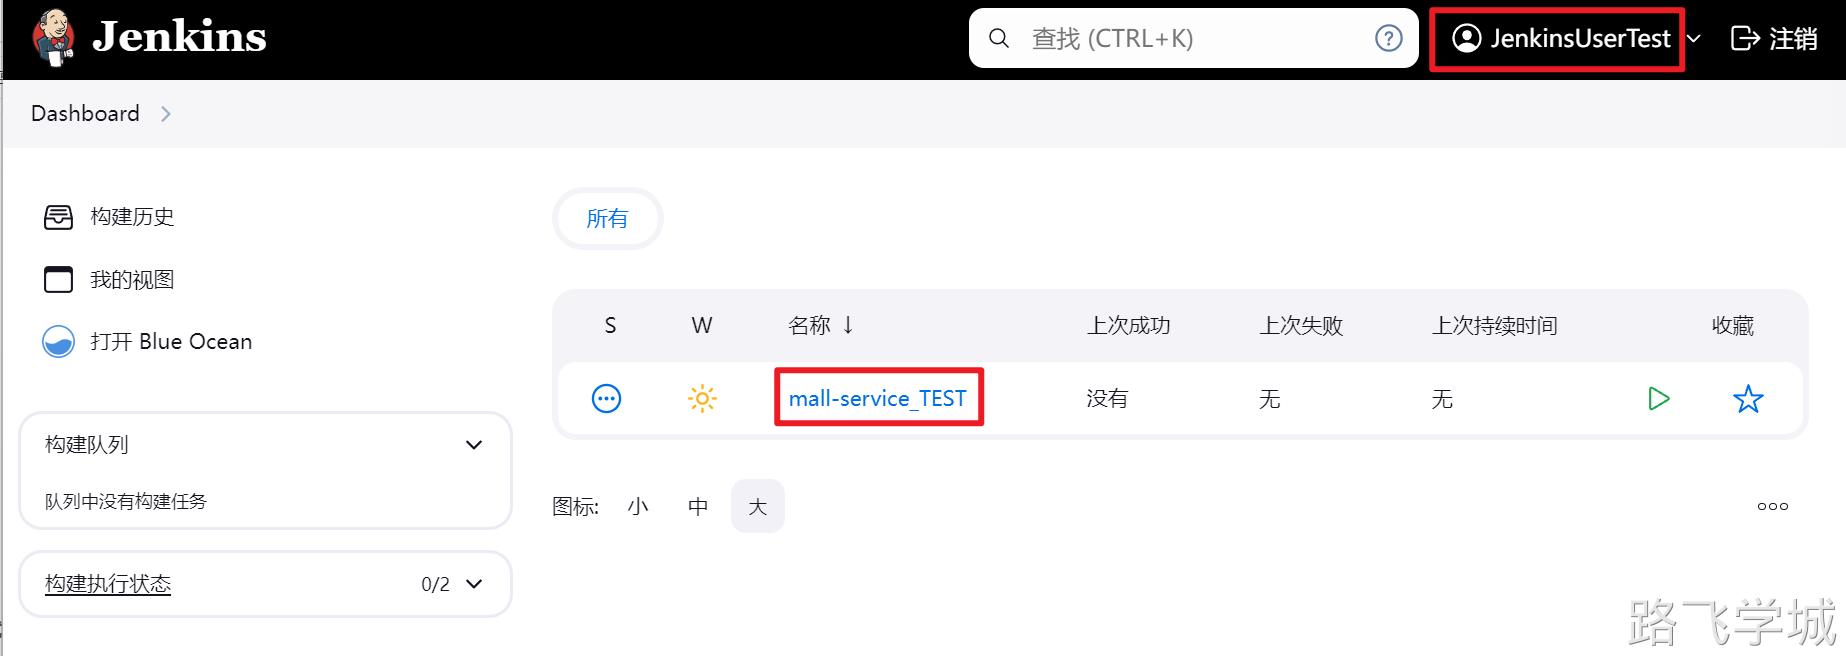 Jenkins
查找 (CTRL+K)
JenkinsUserTest
注销
Dashboard
构建历史
我的视图
打开 Blue Ocean
构建队列
队列中没有构建任务
构建执行状态 0/2
所有
S W 名称 ↓ 上次成功 上次失败 上次持续时间 收藏
mall-service_TEST 没有 无 无
图标: 小 中 大
路飞学城